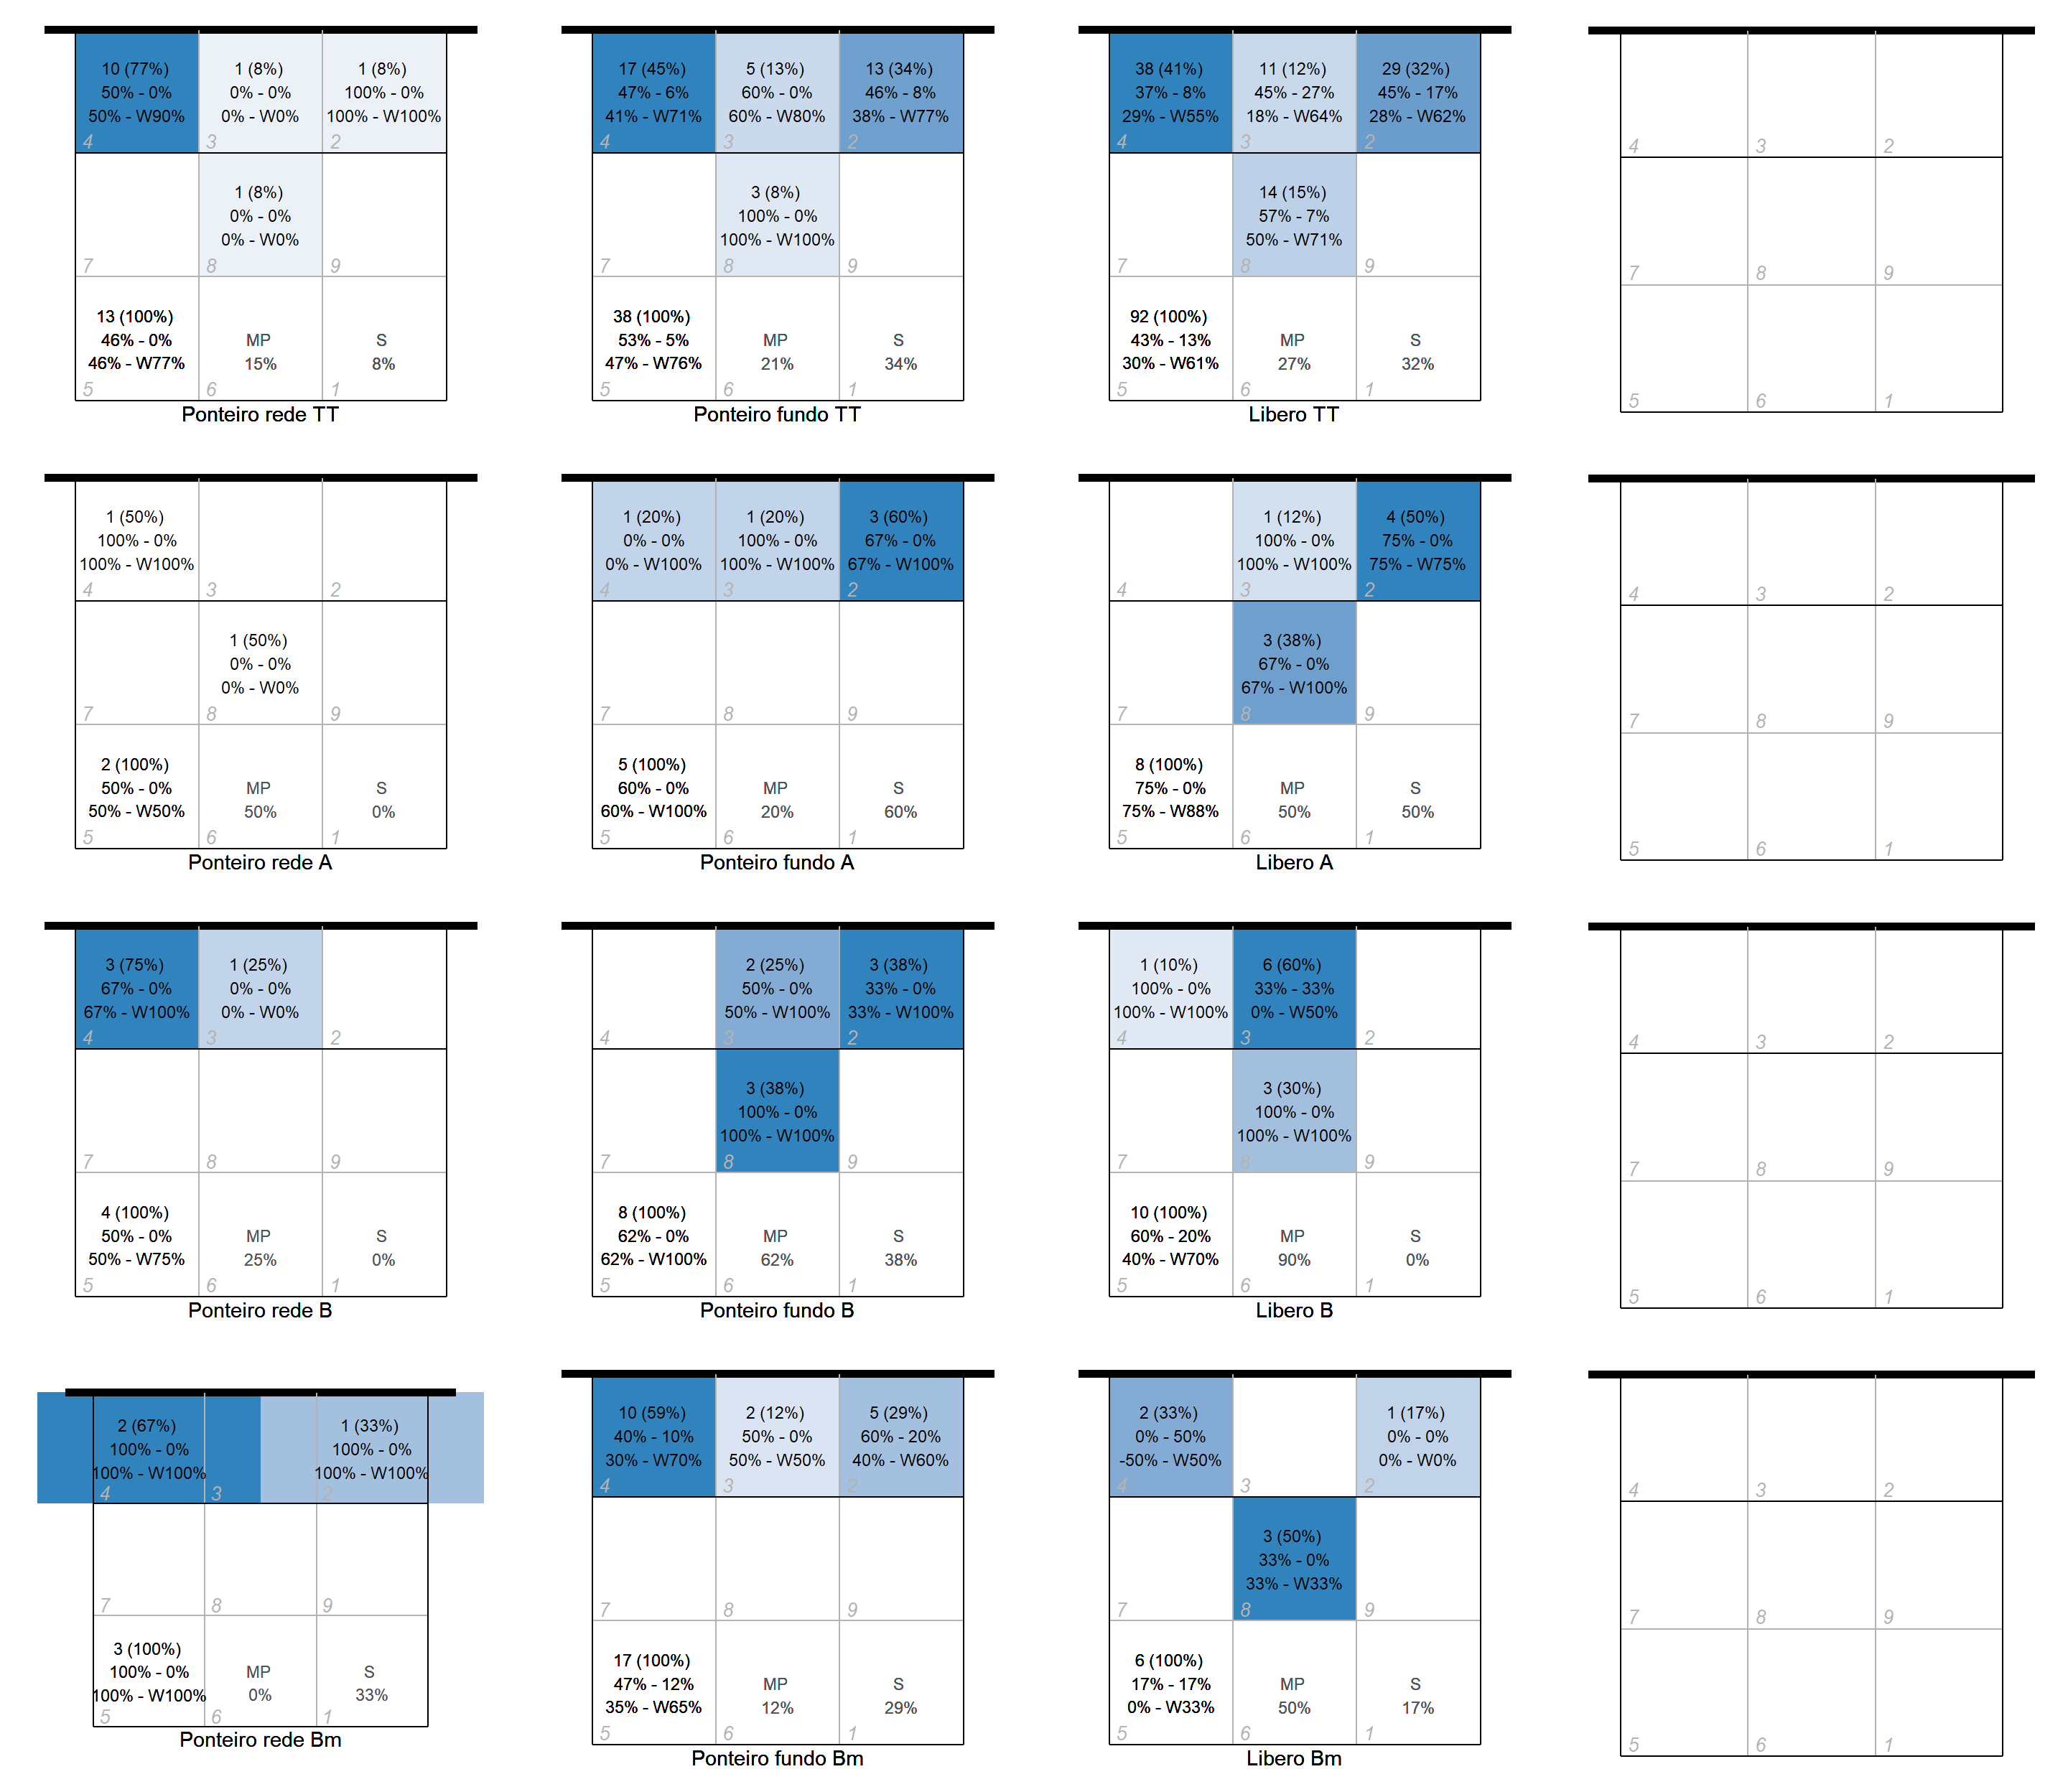 10 (77%)
50% - 0%
50% - W90%
4
1 (8%)
0% - 0%
0% - W0%
3
1 (8%)
100% - 0%
100% - W100%
2
7
1 (8%)
0% - 0%
0% - W0%
8
9
13 (100%)
46% - 0%
46% - W77%
5
MP
15%
6
S
8%
1
Ponteiro rede TT
17 (45%)
47% - 6%
41% - W71%
4
5 (13%)
60% - 0%
60% - W80%
3
13 (34%)
46% - 8%
38% - W77%
2
7
3 (8%)
100% - 0%
100% - W100%
8
9
38 (100%)
53% - 5%
47% - W76%
5
MP
21%
6
S
34%
1
Ponteiro fundo TT
38 (41%)
37% - 8%
29% - W55%
4
11 (12%)
45% - 27%
18% - W64%
3
29 (32%)
45% - 17%
28% - W62%
2
7
14 (15%)
57% - 7%
50% - W71%
8
9
92 (100%)
43% - 13%
30% - W61%
5
MP
27%
6
S
32%
1
Libero TT
4
3
2
7
8
9
5
6
1
1 (50%)
100% - 0%
100% - W100%
4
3
2
7
1 (50%)
0% - 0%
0% - W0%
8
9
2 (100%)
50% - 0%
50% - W50%
5
MP
50%
6
S
0%
1
Ponteiro rede A
1 (20%)
0% - 0%
0% - W100%
4
1 (20%)
100% - 0%
100% - W100%
3
3 (60%)
67% - 0%
67% - W100%
2
7
8
9
5 (100%)
60% - 0%
60% - W100%
5
MP
20%
6
S
60%
1
Ponteiro fundo A
4
1 (12%)
100% - 0%
100% - W100%
3
4 (50%)
75% - 0%
75% - W75%
2
7
3 (38%)
67% - 0%
67% - W100%
8
9
8 (100%)
75% - 0%
75% - W88%
5
MP
50%
6
S
50%
1
Libero A
4
3
2
7
8
9
5
6
1
3 (75%)
67% - 0%
67% - W100%
4
1 (25%)
0% - 0%
0% - W0%
3
2
7
8
9
4 (100%)
50% - 0%
50% - W75%
5
MP
25%
6
S
0%
1
Ponteiro rede B
4
2 (25%)
50% - 0%
50% - W100%
3
3 (38%)
33% - 0%
33% - W100%
2
7
3 (38%)
100% - 0%
100% - W100%
8
9
8 (100%)
62% - 0%
62% - W100%
5
MP
62%
6
S
38%
1
Ponteiro fundo B
1 (10%)
100% - 0%
100% - W100%
4
6 (60%)
33% - 33%
0% - W50%
3
2
7
3 (30%)
100% - 0%
100% - W100%
8
9
10 (100%)
60% - 20%
40% - W70%
5
MP
90%
6
S
0%
1
Libero B
4
3
2
7
8
9
5
6
1
2 (67%)
100% - 0%
100% - W100%
4
3
1 (33%)
100% - 0%
100% - W100%
2
7
8
9
3 (100%)
100% - 0%
100% - W100%
5
MP
0%
6
S
33%
1
Ponteiro rede Bm
10 (59%)
40% - 10%
30% - W70%
4
2 (12%)
50% - 0%
50% - W50%
3
5 (29%)
60% - 20%
40% - W60%
2
7
8
9
17 (100%)
47% - 12%
35% - W65%
5
MP
12%
6
S
29%
1
Ponteiro fundo Bm
2 (33%)
0% - 50%
-50% - W50%
4
3
1 (17%)
0% - 0%
0% - W0%
2
7
3 (50%)
33% - 0%
33% - W33%
8
9
6 (100%)
17% - 17%
0% - W33%
5
MP
50%
6
S
17%
1
Libero Bm
4
3
2
7
8
9
5
6
1